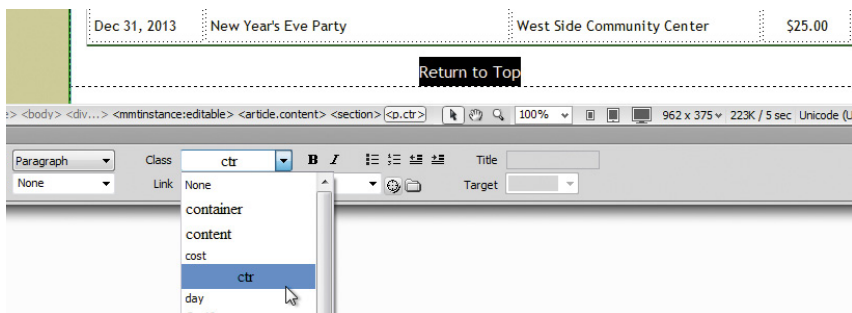 Dec 31, 2013 New Year's Eve Party West Side Community Center $25.00
Return to Top
<body> <div...> <mmtinstance:editable> <article.content> <section> <p.ctr> 100% 962 x 375 223K / 5 sec Unicode (U
Paragraph Class ctr B I Title
None Link Target
None
container
content
cost
ctr
day